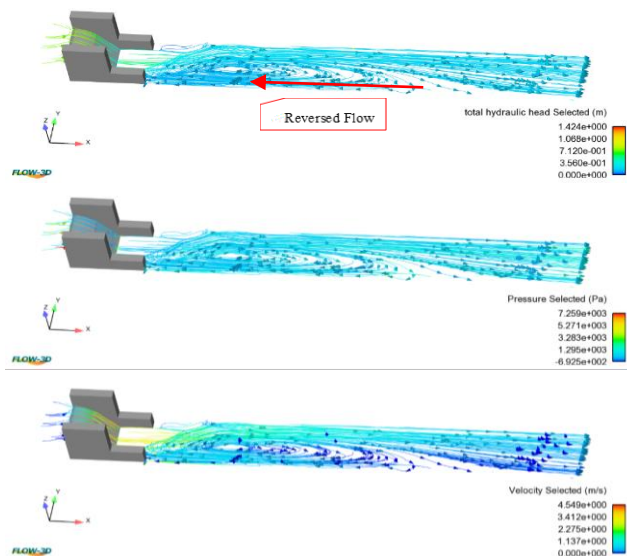 Reversed Flow
total hydraulic head Selected (m)
1.424e+000
1.068e+000
7.120e-001
3.560e-001
0.000e+000
Z Y X
FLOW-3D
Pressure Selected (Pa)
7.259e+003
5.271e+003
3.283e+003
1.295e+003
-6.925e+002
Z Y X
FLOW-3D
Velocity Selected (m/s)
4.549e+000
3.412e+000
2.275e+000
1.137e+000
0.000e+000
Z Y X
FLOW-3D